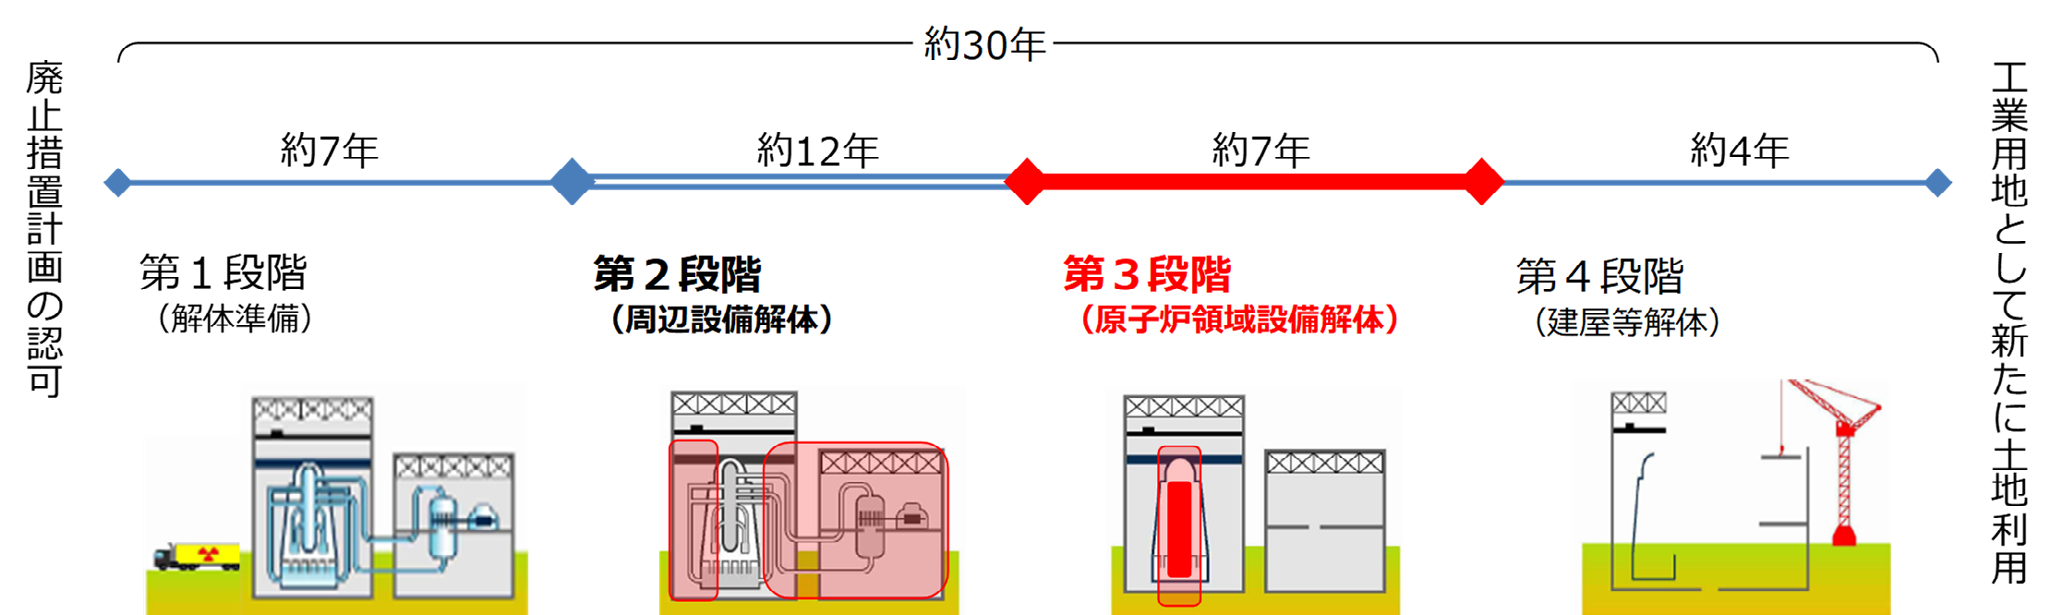 約30年
廃止措置計画の認可
約7年
約12年
約7年
約4年
工業用地として新たに土地利用
第１段階
（解体準備）
第２段階
（周辺設備解体）
第３段階
（原子炉領域設備解体）
第４段階
（建屋等解体）